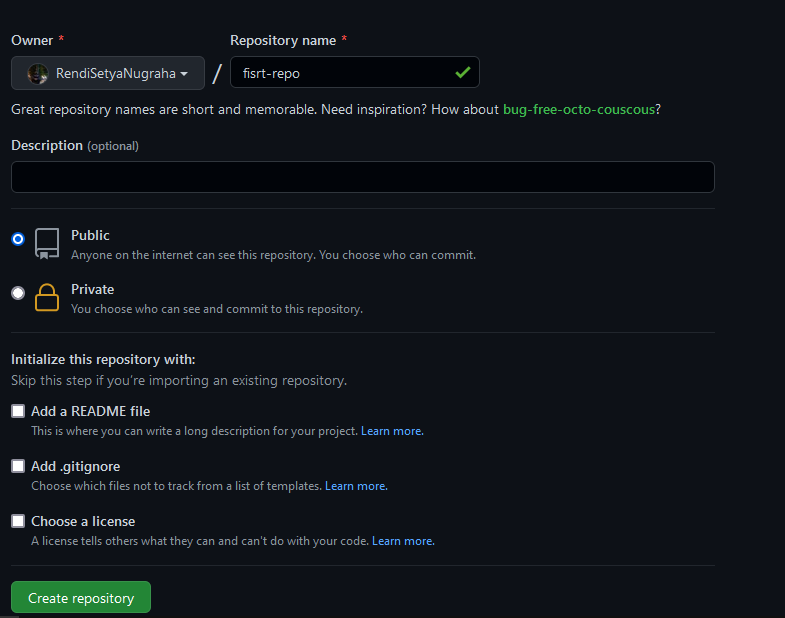 Owner * Repository name *
RendiSetyaNugraha / fisrt-repo
Great repository names are short and memorable. Need inspiration? How about bug-free-octo-couscous?
Description (optional)
Public
Anyone on the internet can see this repository. You choose who can commit.
Private
You choose who can see and commit to this repository.
Initialize this repository with:
Skip this step if you're importing an existing repository.
Add a README file
This is where you can write a long description for your project. Learn more.
Add .gitignore
Choose which files not to track from a list of templates. Learn more.
Choose a license
A license tells others what they can and can't do with your code. Learn more.
Create repository